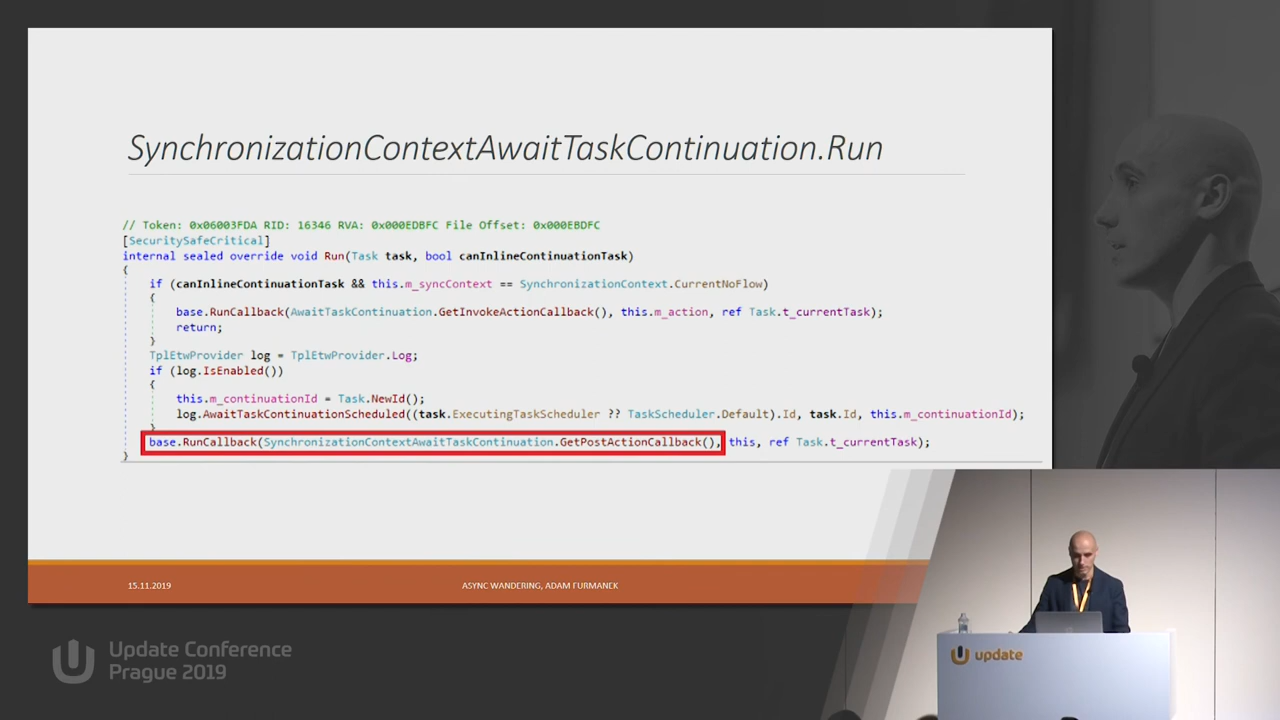 SynchronizationContextAwaitTaskContinuation.Run
// Token: 0x06003FDA RID: 16346 RVA: 0x000EDBFC File Offset: 0x000EBDFC
[SecuritySafeCritical]
internal sealed override void Run(Task task, bool canInlineContinuationTask)
{
if (canInlineContinuationTask && this.m_syncContext == SynchronizationContext.CurrentNoFlow)
{
base.RunCallback(AwaitTaskContinuation.GetInvokeActionCallback(), this.m_action, ref Task.t_currentTask);
return;
}
TplEtwProvider log = TplEtwProvider.Log;
if (log.IsEnabled())
{
this.m_continuationId = Task.NewId();
log.AwaitTaskContinuationScheduled((task.ExecutingTaskScheduler ?? TaskScheduler.Default).Id, task.Id, this.m_continuationId);
}
base.RunCallback(SynchronizationContextAwaitTaskContinuation.GetPostActionCallback(), this, ref Task.t_currentTask);
}
15.11.2019
ASYNC WANDERING, ADAM FURMANEK
Update Conference
Prague 2019
update